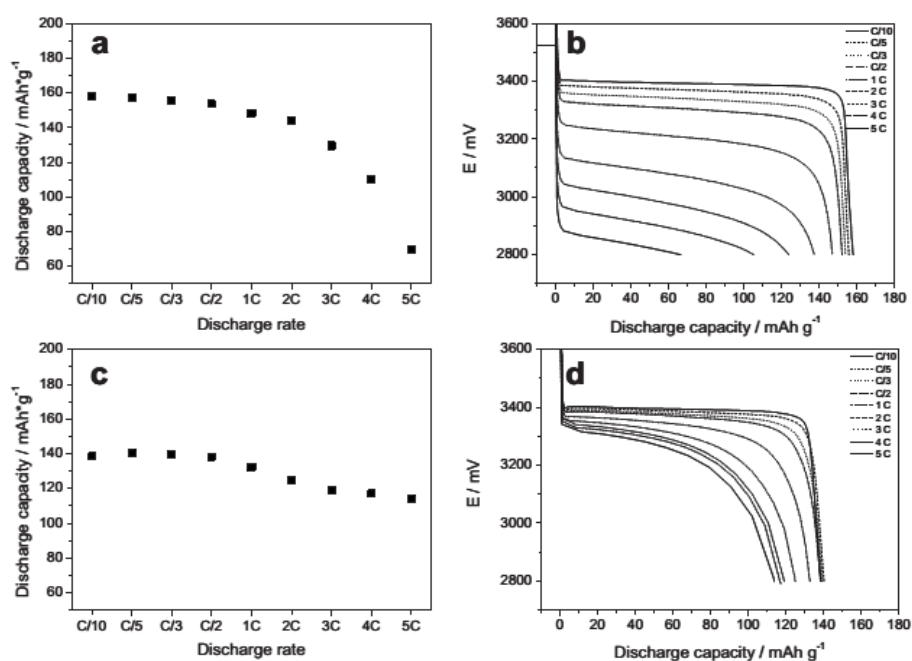 a
200
180
160
140
120
100
80
60
Discharge capacity / mAh*g-1
C/10 C/5 C/3 C/2 1C 2C 3C 4C 5C
Discharge rate
b
3600
3400
3200
3000
2800
E / mV
C/10
C/5
C/3
C/2
1 C
2 C
3 C
4 C
5 C
0 20 40 60 80 100 120 140 160 180
Discharge capacity / mAh g-1
c
200
180
160
140
120
100
80
60
Discharge capacity / mAh*g-1
C/10 C/5 C/3 C/2 1C 2C 3C 4C 5C
Discharge rate
d
3600
3400
3200
3000
2800
E / mV
C/10
C/5
C/3
C/2
1 C
2 C
3 C
4 C
5 C
0 20 40 60 80 100 120 140 160 180
Discharge capacity / mAh g-1